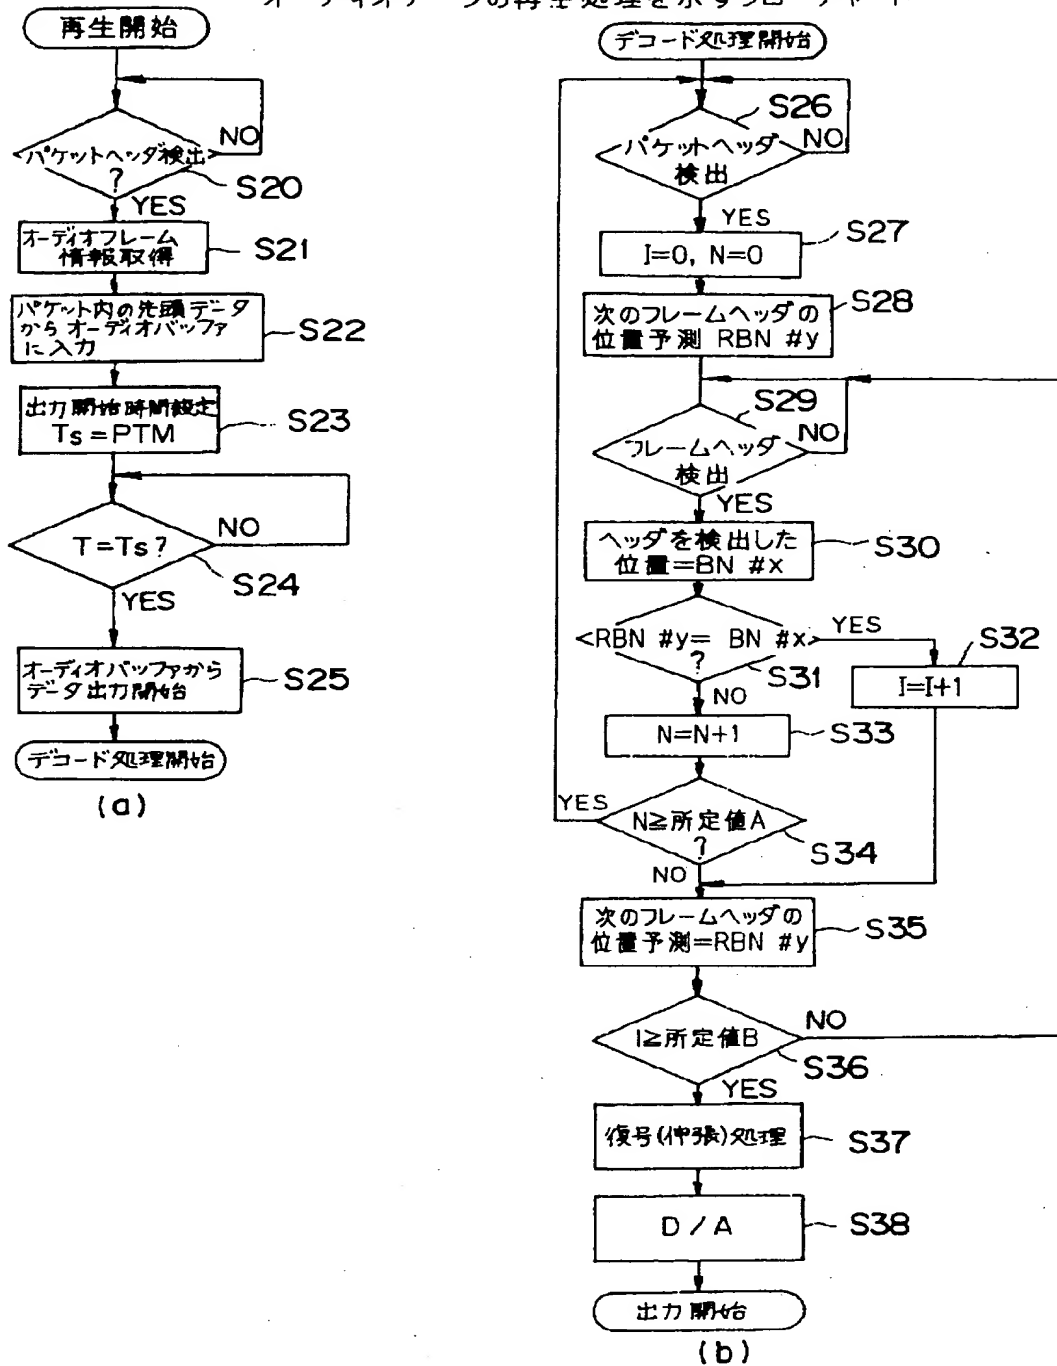 オーディオデータの再生処理を示すフローチャート
再生開始
パケットヘッダ検出
?
NO
S20
YES
オーディオフレーム
情報取得
S21
パケット内の先頭データ
からオーディオバッファ
に入力
S22
出力開始時間設定
Ts=PTM
S23
T=Ts?
NO
S24
YES
オーディオバッファから
データ出力開始
S25
デコード処理開始
(a)
デコード処理開始
S26
パケットヘッダ
検出
NO
YES
I=0, N=0
S27
次のフレームヘッダの
位置予測 RBN #y
S28
S29
フレームヘッダ
検出
NO
YES
ヘッダを検出した
位置=BN #x
S30
RBN #y= BN #x
?
YES
S31
NO
S32
I=I+1
N=N+1
S33
YES
N≧所定値A
?
S34
NO
次のフレームヘッダの
位置予測=RBN #y
S35
I≧所定値B
NO
S36
YES
復号(伸張)処理
S37
D/A
S38
出力開始
(b)